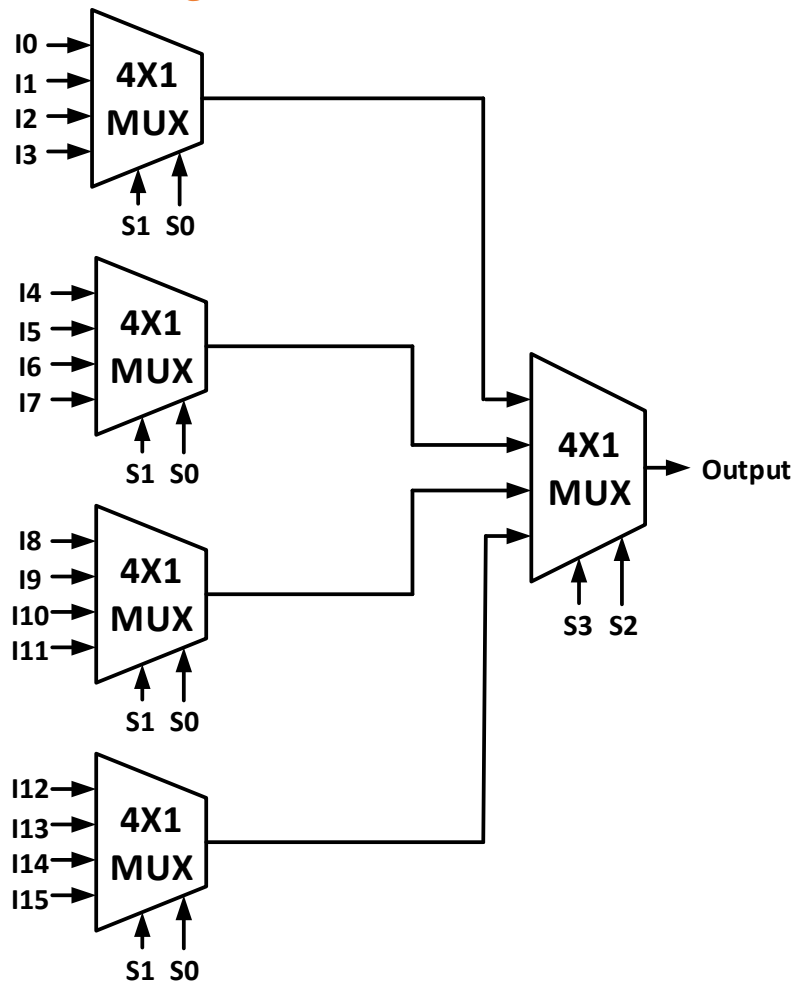 I0
I1
I2
I3
4X1
MUX
S1 S0
I4
I5
I6
I7
4X1
MUX
S1 S0
4X1
MUX
Output
S3 S2
I8
I9
I10
I11
4X1
MUX
S1 S0
I12
I13
I14
I15
4X1
MUX
S1 S0